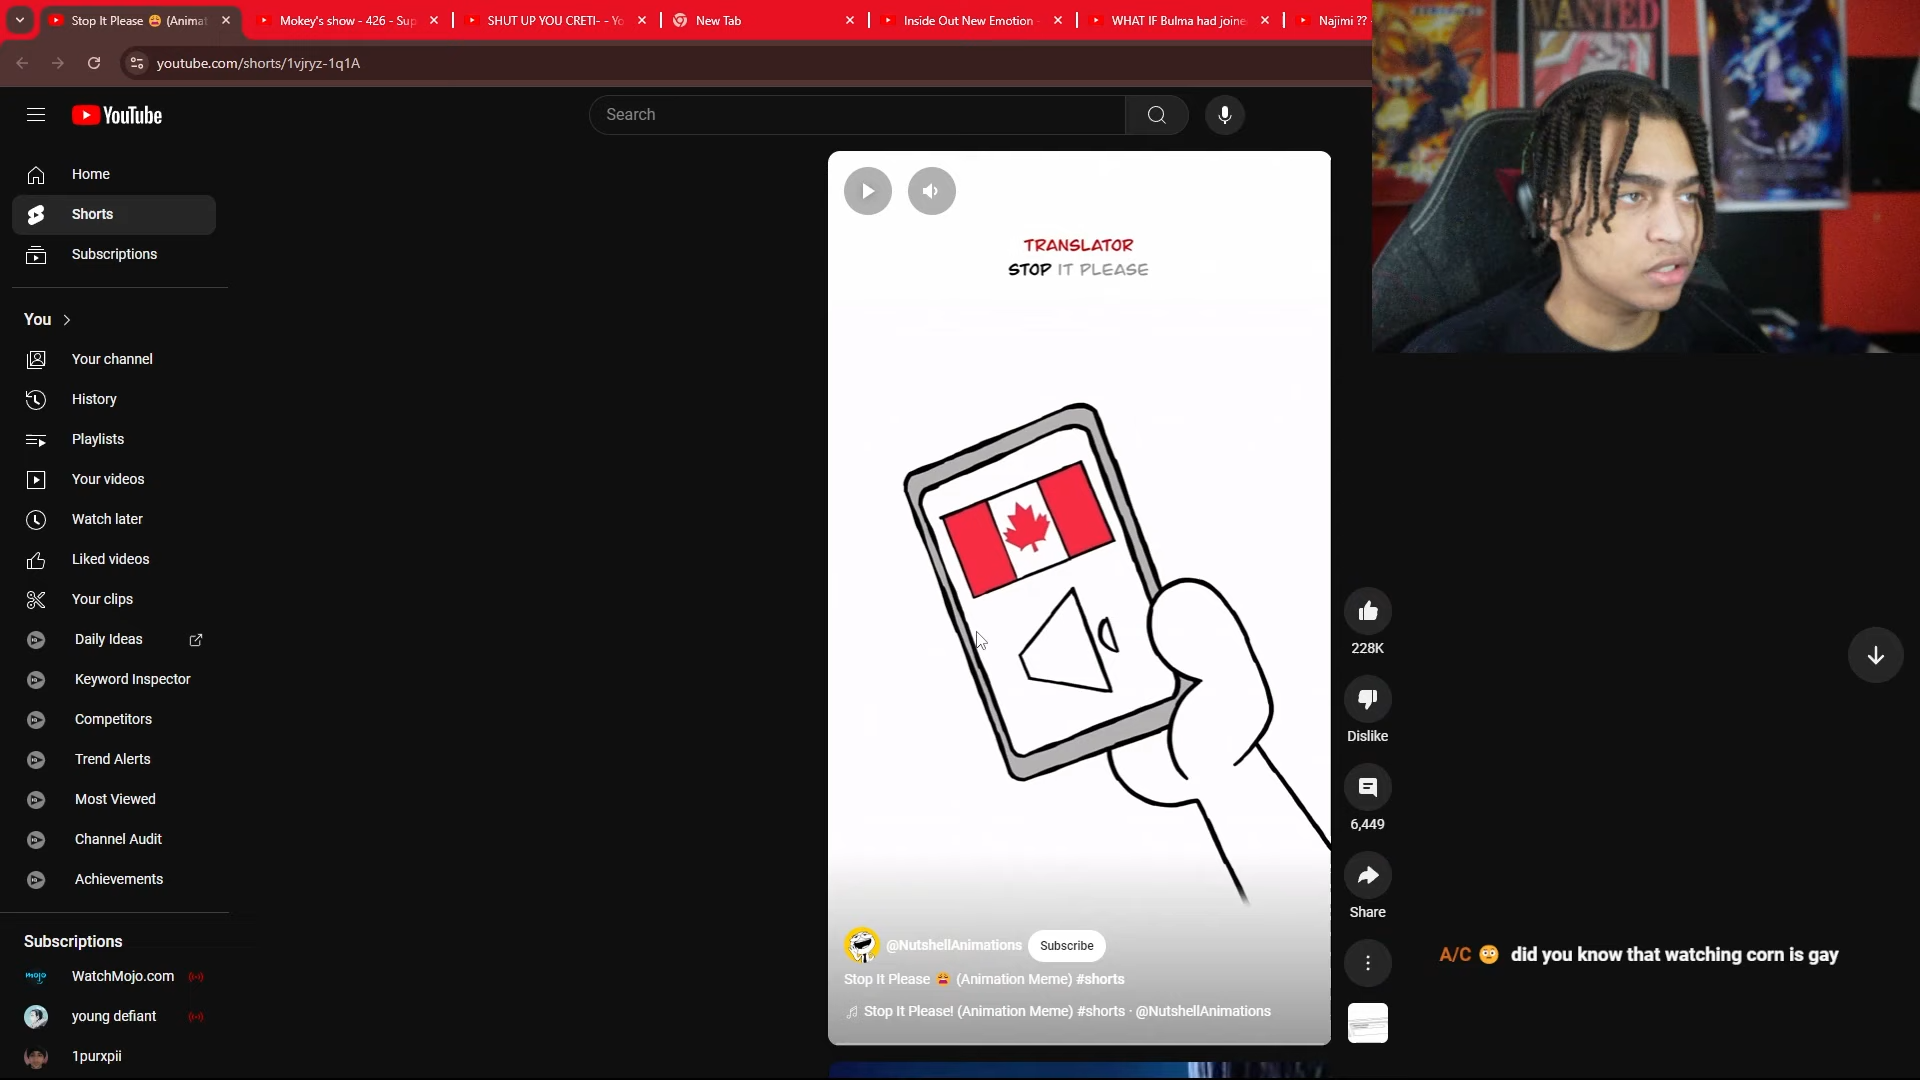 Stop It Please 😩 (Animat
Mokey's show - 426 - Sup
SHUT UP YOU CRETI- - Yo
New Tab
Inside Out New Emotion -
WHAT IF Bulma had joine
Najimi ??
youtube.com/shorts/1vjryz-1q1A
WANTED
YouTube
Search
Home
Shorts
Subscriptions
You
Your channel
History
Playlists
Your videos
Watch later
Liked videos
Your clips
Daily Ideas
Keyword Inspector
Competitors
Trend Alerts
Most Viewed
Channel Audit
Achievements
Subscriptions
WatchMojo.com
young defiant
1purxpii
TRANSLATOR
STOP IT PLEASE
@NutshellAnimations
Subscribe
Stop It Please 😩 (Animation Meme) #shorts
Stop It Please! (Animation Meme) #shorts · @NutshellAnimations
228K
Dislike
6,449
Share
A/C 😳 did you know that watching corn is gay